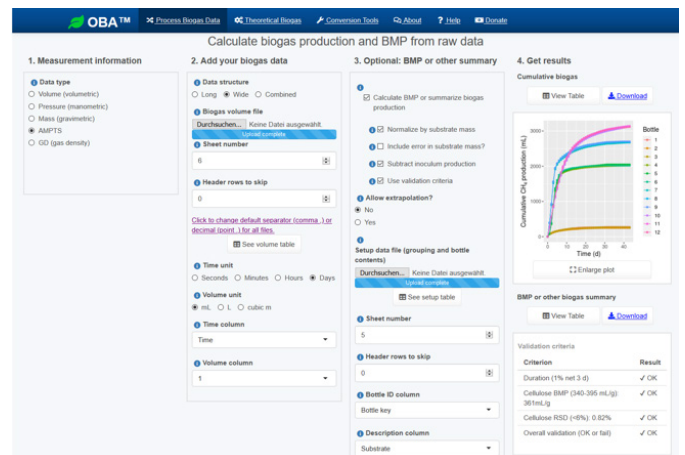 OBA™
Process Biogas Data
Theoretical Biogas
Conversion Tools
About
Help
Donate
Calculate biogas production and BMP from raw data
1. Measurement information
Data type
Volume (volumetric)
Pressure (manometric)
Mass (gravimetric)
AMPTS
GD (gas density)
2. Add your biogas data
Data structure
Long Wide Combined
Biogas volume file
Durchsuchen... Keine Datei ausgewählt.
Upload complete
Sheet number
6
Header rows to skip
0
Click to change default separator (comma ,) or
decimal (point .) for all files.
See volume table
Time unit
Seconds Minutes Hours Days
Volume unit
mL L cubic m
Time column
Time
Volume column
1
3. Optional: BMP or other summary
Calculate BMP or summarize biogas
production
Normalize by substrate mass
Include error in substrate mass?
Subtract inoculum production
Use validation criteria
Allow extrapolation?
No
Yes
Setup data file (grouping and bottle
contents)
Durchsuchen... Keine Datei ausgewählt.
Upload complete
See setup table
Sheet number
5
Header rows to skip
0
Bottle ID column
Bottle key
Description column
Substrate
4. Get results
Cumulative biogas
View Table
Download
Cumulative CH4 production (mL)
3000
2000
1000
0
0 10 20 30 40
Time (d)
Bottle
1
2
3
4
5
6
7
8
9
10
11
12
Enlarge plot
BMP or other biogas summary
View Table
Download
Validation criteria
Criterion Result
Duration (1% net 3 d) ✓ OK
Cellulose BMP (340-395 mL/g): ✓ OK
361mL/g
Cellulose RSD (<6%): 0.82% ✓ OK
Overall validation (OK or fail) ✓ OK